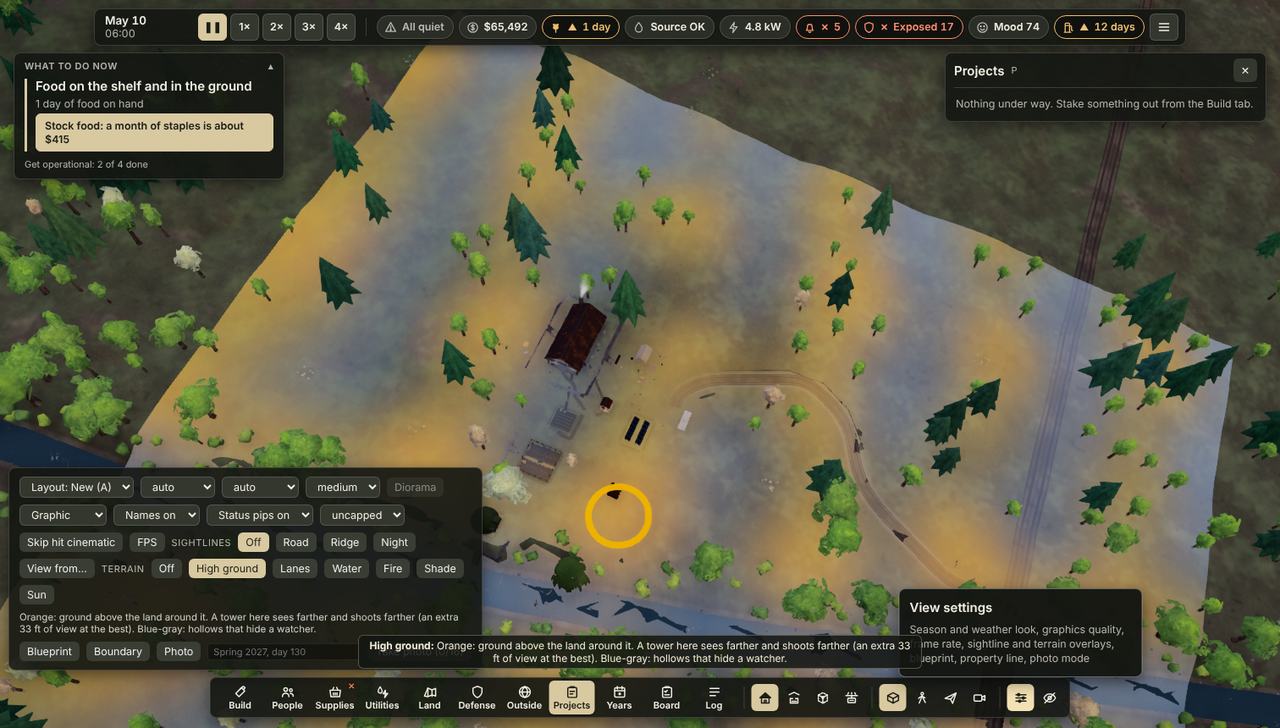 May 10
06:00
1×
2×
3×
4×
All quiet
$65,492
▲ 1 day
Source OK
4.8 kW
× 5
× Exposed 17
Mood 74
▲ 12 days
WHAT TO DO NOW
Food on the shelf and in the ground
1 day of food on hand
Stock food: a month of staples is about
$415
Get operational: 2 of 4 done
Projects P
Nothing under way. Stake something out from the Build tab.
Layout: New (A)
auto
auto
medium
Diorama
Graphic
Names on
Status pips on
uncapped
Skip hit cinematic
FPS
SIGHTLINES
Off
Road
Ridge
Night
View from...
TERRAIN
Off
High ground
Lanes
Water
Fire
Shade
Sun
Orange: ground above the land around it. A tower here sees farther and shoots farther (an extra
33 ft of view at the best). Blue-gray: hollows that hide a watcher.
Blueprint
Boundary
Photo
Spring 2027, day 130
High ground: Orange: ground above the land around it. A tower here sees farther and shoots farther (an extra 33
ft of view at the best). Blue-gray: hollows that hide a watcher.
View settings
Season and weather look, graphics quality,
rame rate, sightline and terrain overlays,
blueprint, property line, photo mode
Build
People
Supplies
Utilities
Land
Defense
Outside
Projects
Years
Board
Log